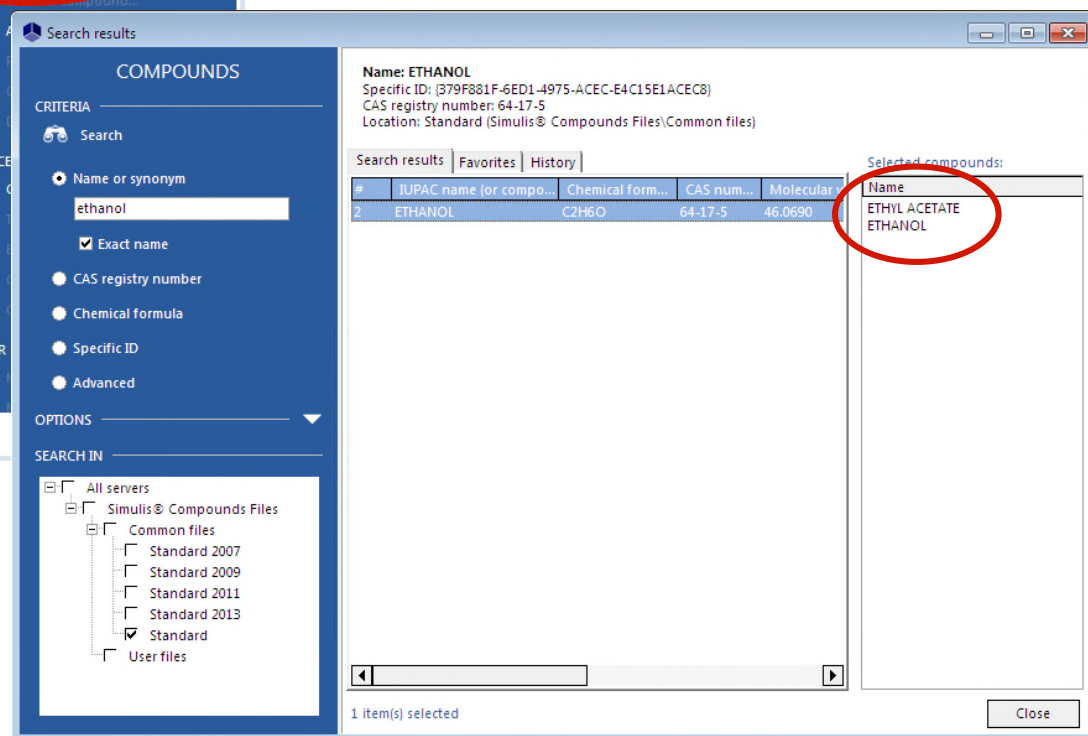 compound...
Search results
COMPOUNDS
CRITERIA
Search
Name or synonym
ethanol
Exact name
CAS registry number
Chemical formula
Specific ID
Advanced
OPTIONS
SEARCH IN
All servers
Simulis® Compounds Files
Common files
Standard 2007
Standard 2009
Standard 2011
Standard 2013
Standard
User files
Name: ETHANOL
Specific ID: {379F881F-6ED1-4975-ACEC-E4C15E1ACEC8}
CAS registry number: 64-17-5
Location: Standard (Simulis® Compounds Files\Common files)
Search results Favorites History
# IUPAC name (or compo... Chemical form... CAS num... Molecular
2 ETHANOL C2H6O 64-17-5 46.0690
1 item(s) selected
Selected compounds:
Name
ETHYL ACETATE
ETHANOL
Close